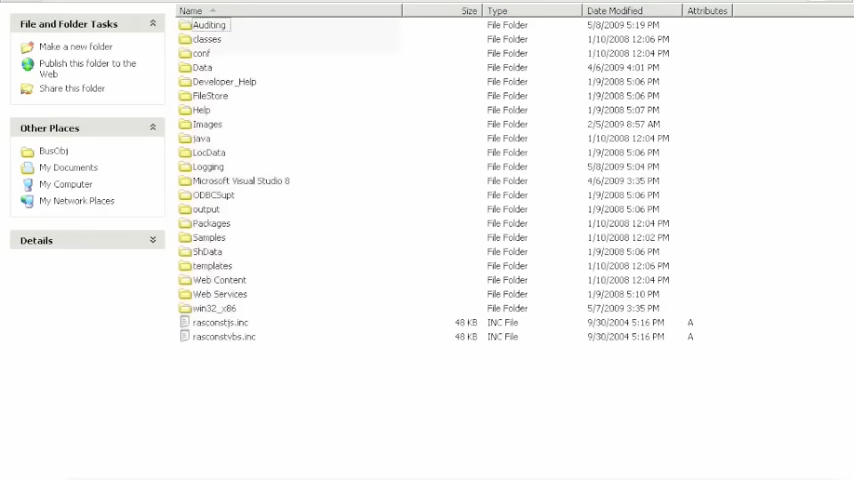 File and Folder Tasks
Make a new folder
Publish this folder to the
Web
Share this folder
Other Places
BusObj
My Documents
My Computer
My Network Places
Details
Name Size Type Date Modified Attributes
Auditing File Folder 5/8/2009 5:19 PM
classes File Folder 1/10/2008 12:06 PM
conf File Folder 1/10/2008 12:04 PM
Data File Folder 4/6/2009 4:01 PM
Developer_Help File Folder 1/9/2008 5:06 PM
FileStore File Folder 1/9/2008 5:06 PM
Help File Folder 1/9/2008 5:07 PM
Images File Folder 2/5/2009 8:57 AM
java File Folder 1/10/2008 12:04 PM
LocData File Folder 1/9/2008 5:06 PM
Logging File Folder 5/8/2009 5:04 PM
Microsoft Visual Studio 8 File Folder 4/6/2009 3:35 PM
ODBCSupt File Folder 1/9/2008 5:06 PM
output File Folder 1/9/2008 5:06 PM
Packages File Folder 1/10/2008 12:04 PM
Samples File Folder 1/10/2008 12:02 PM
ShData File Folder 1/9/2008 5:06 PM
templates File Folder 1/10/2008 12:06 PM
Web Content File Folder 1/10/2008 12:04 PM
Web Services File Folder 1/9/2008 5:10 PM
win32_x86 File Folder 5/7/2009 3:35 PM
rasconstjs.inc 48 KB INC File 9/30/2004 5:16 PM A
rasconstvbs.inc 48 KB INC File 9/30/2004 5:16 PM A